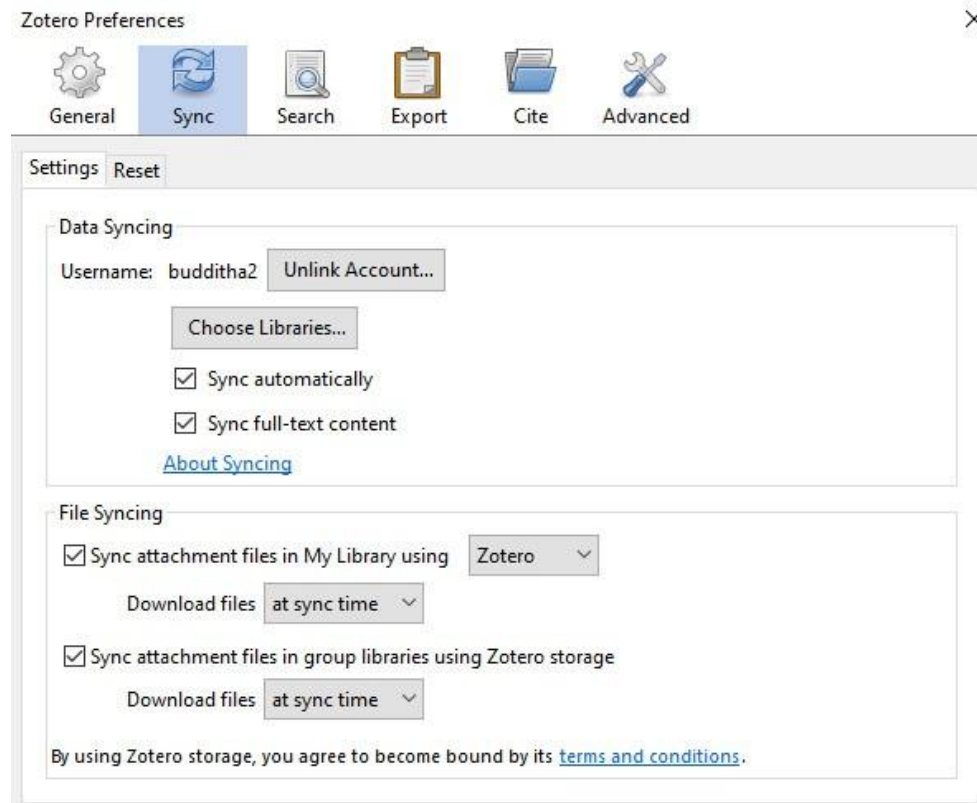 Zotero Preferences
General Sync Search Export Cite Advanced
Settings Reset
Data Syncing
Username: budditha2 Unlink Account...
Choose Libraries...
Sync automatically
Sync full-text content
About Syncing
File Syncing
Sync attachment files in My Library using Zotero
Download files at sync time
Sync attachment files in group libraries using Zotero storage
Download files at sync time
By using Zotero storage, you agree to become bound by its terms and conditions.